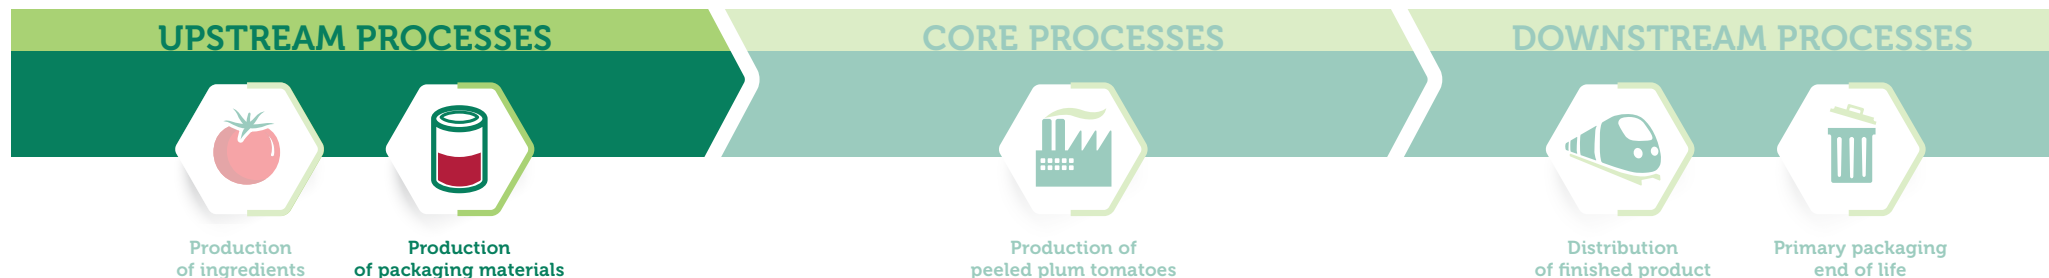 UPSTREAM PROCESSES
CORE PROCESSES
DOWNSTREAM PROCESSES
Production
of ingredients
Production
of packaging materials
Production of
peeled plum tomatoes
Distribution
of finished product
Primary packaging
end of life